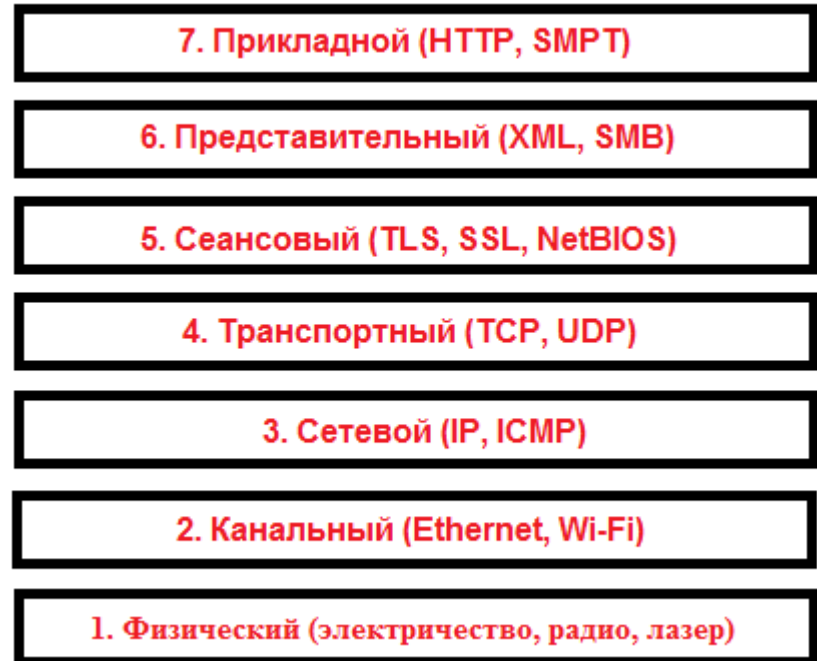 7. Прикладной (HTTP, SMPT)
6. Представительный (XML, SMB)
5. Сеансовый (TLS, SSL, NetBIOS)
4. Транспортный (TCP, UDP)
3. Сетевой (IP, ICMP)
2. Канальный (Ethernet, Wi-Fi)
1. Физический (электричество, радио, лазер)